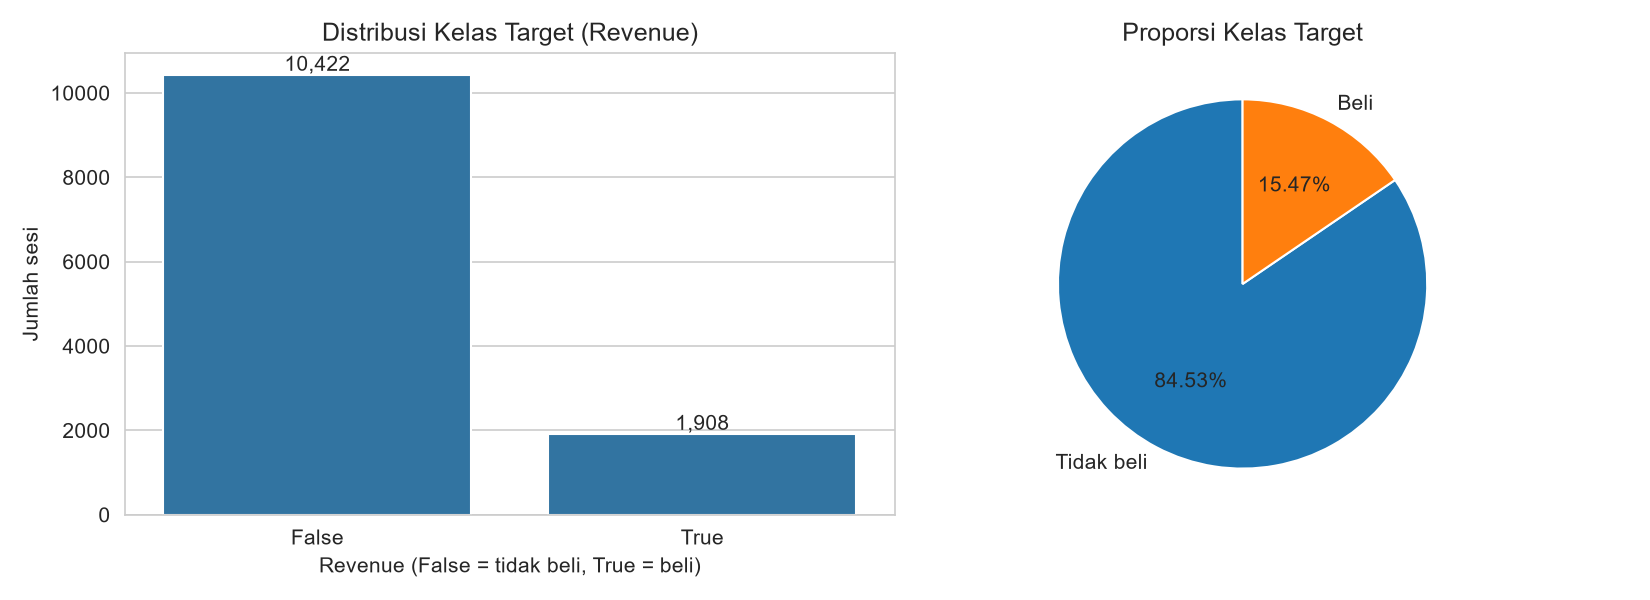 Distribusi Kelas Target (Revenue)
10,422
1,908
10000
8000
6000
4000
2000
0
Jumlah sesi
False
True
Revenue (False = tidak beli, True = beli)
Proporsi Kelas Target
Beli
15.47%
84.53%
Tidak beli